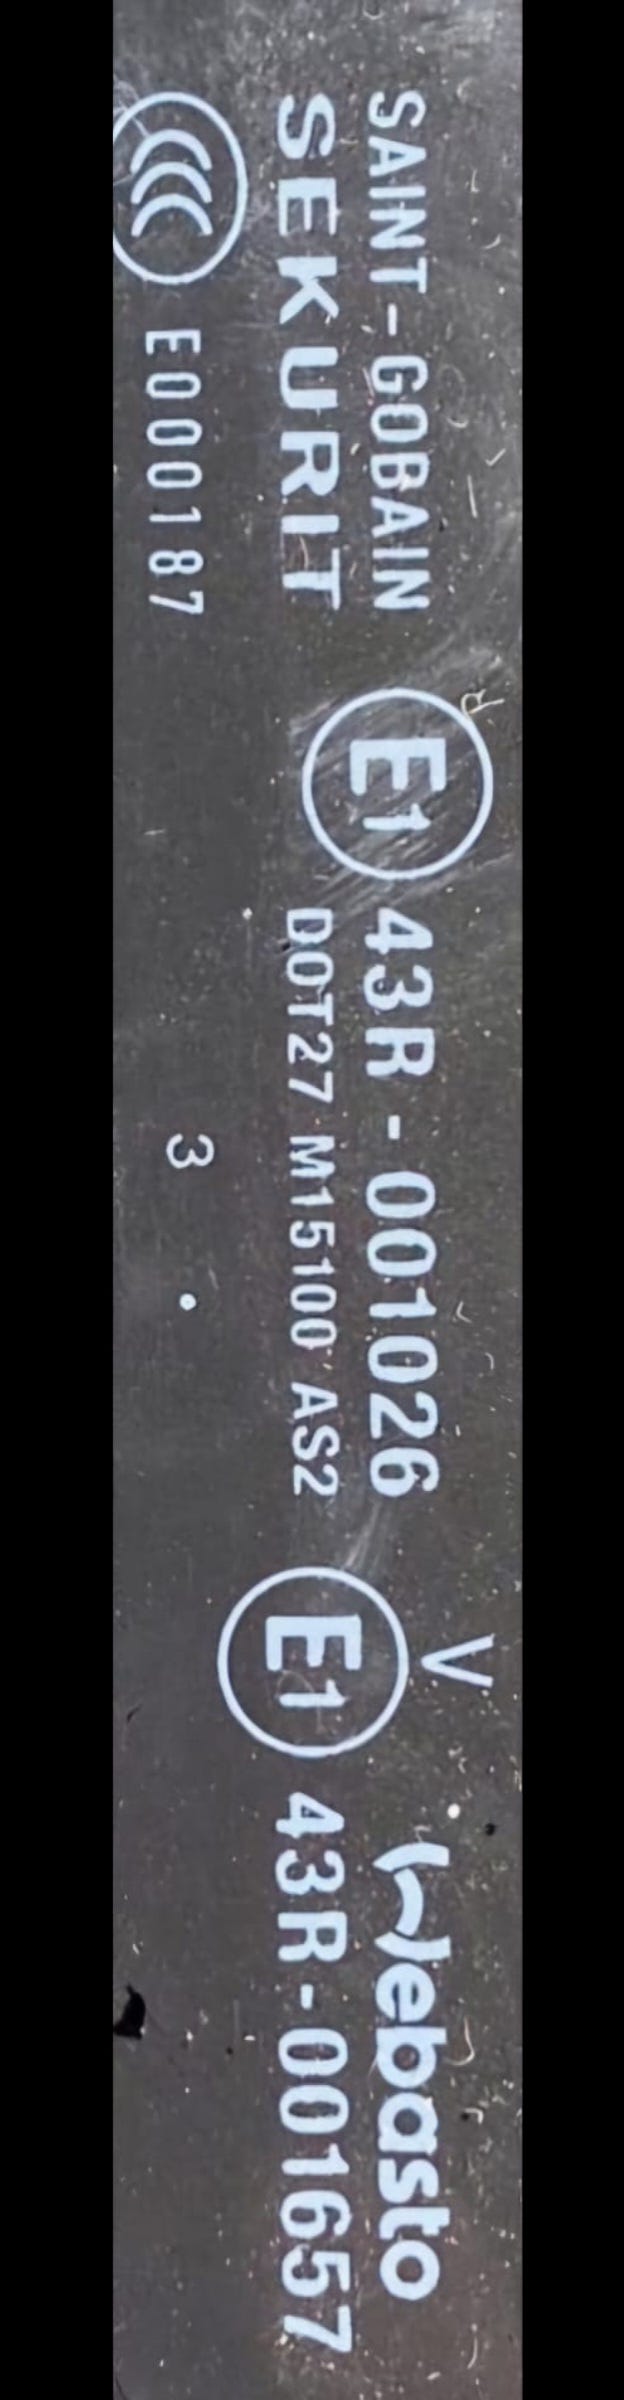 SAINT-GOBAIN
SEKURIT
E000187
E1
43R - 001026
DOT27 M15100 AS2
3 .
V
E1
Webasto
43R-001657